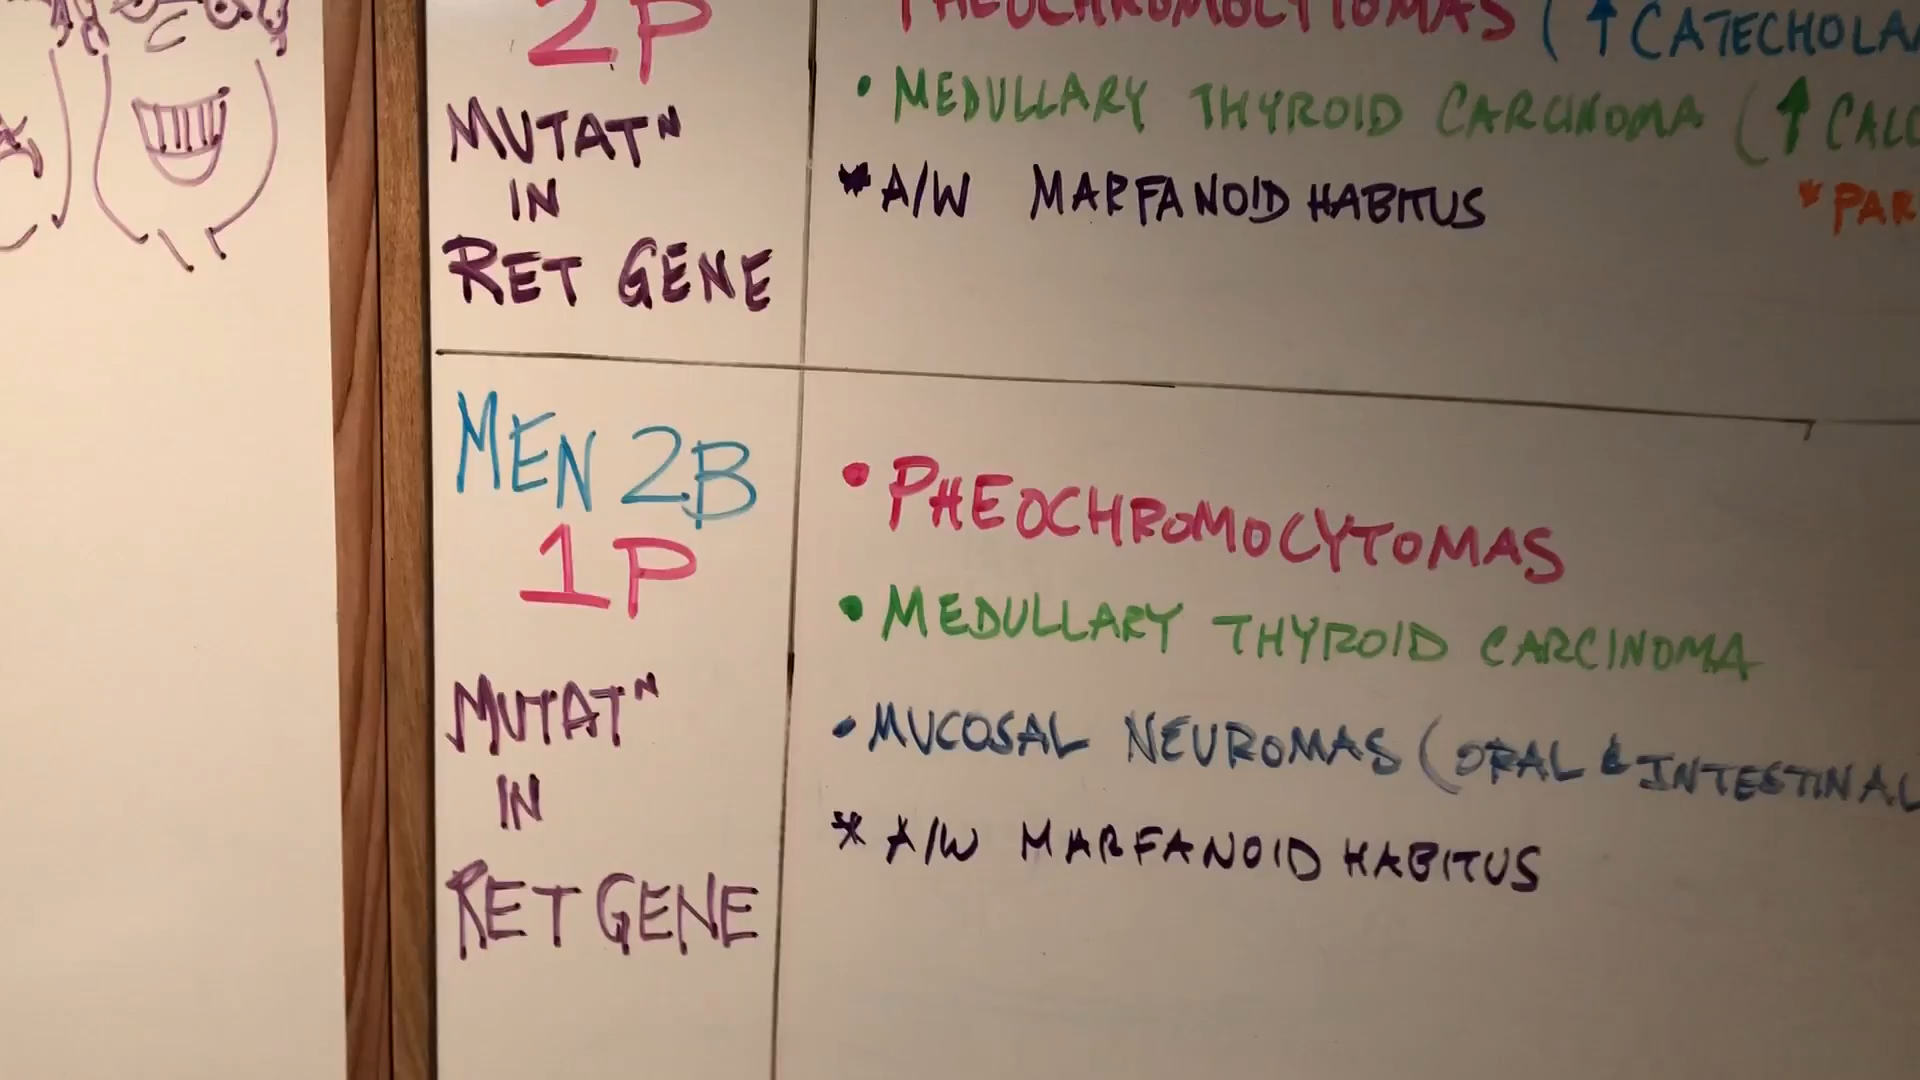 2P
PHEOCHROMOCYTOMAS (↑ CATECHOLA
MUTATᴺ
IN
RET GENE
• MEDULLARY THYROID CARCINOMA (↑ CALC
* A/W MARFANOID HABITUS
* PAR
MEN 2B
1P
MUTATᴺ
IN
RET GENE
• PHEOCHROMOCYTOMAS
• MEDULLARY THYROID CARCINOMA
• MUCOSAL NEUROMAS (ORAL & INTESTINAL
* A/W MARFANOID HABITUS